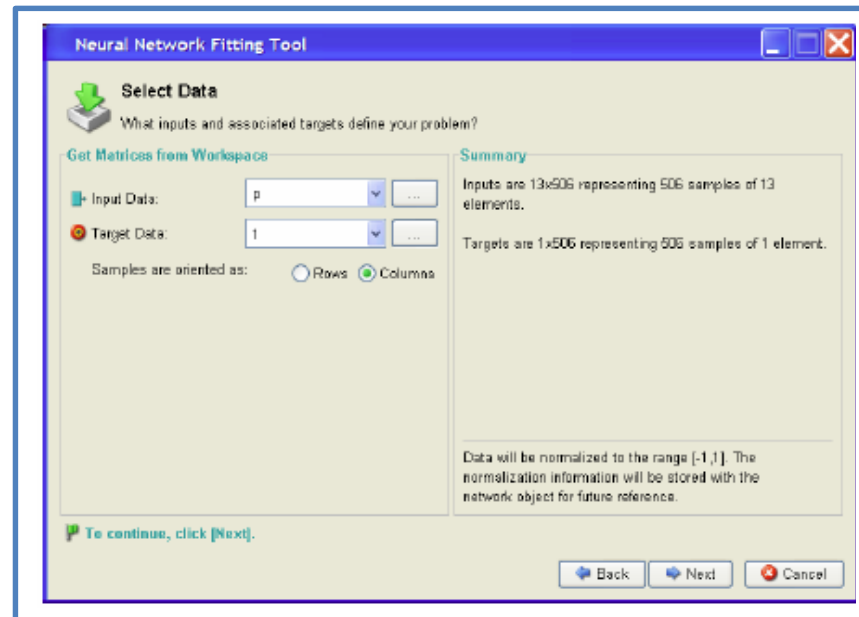 Neural Network Fitting Tool
Select Data
What inputs and associated targets define your problem?
Get Matrices from Workspace
Input Data:
p
...
Target Data:
t
...
Samples are oriented as:
Rows
Columns
Summary
Inputs are 13x506 representing 506 samples of 13
elements.
Targets are 1x506 representing 506 samples of 1 element.
Data will be normalized to the range [-1,1]. The
normalization information will be stored with the
network object for future reference.
To continue, click [Next].
Back
Next
Cancel